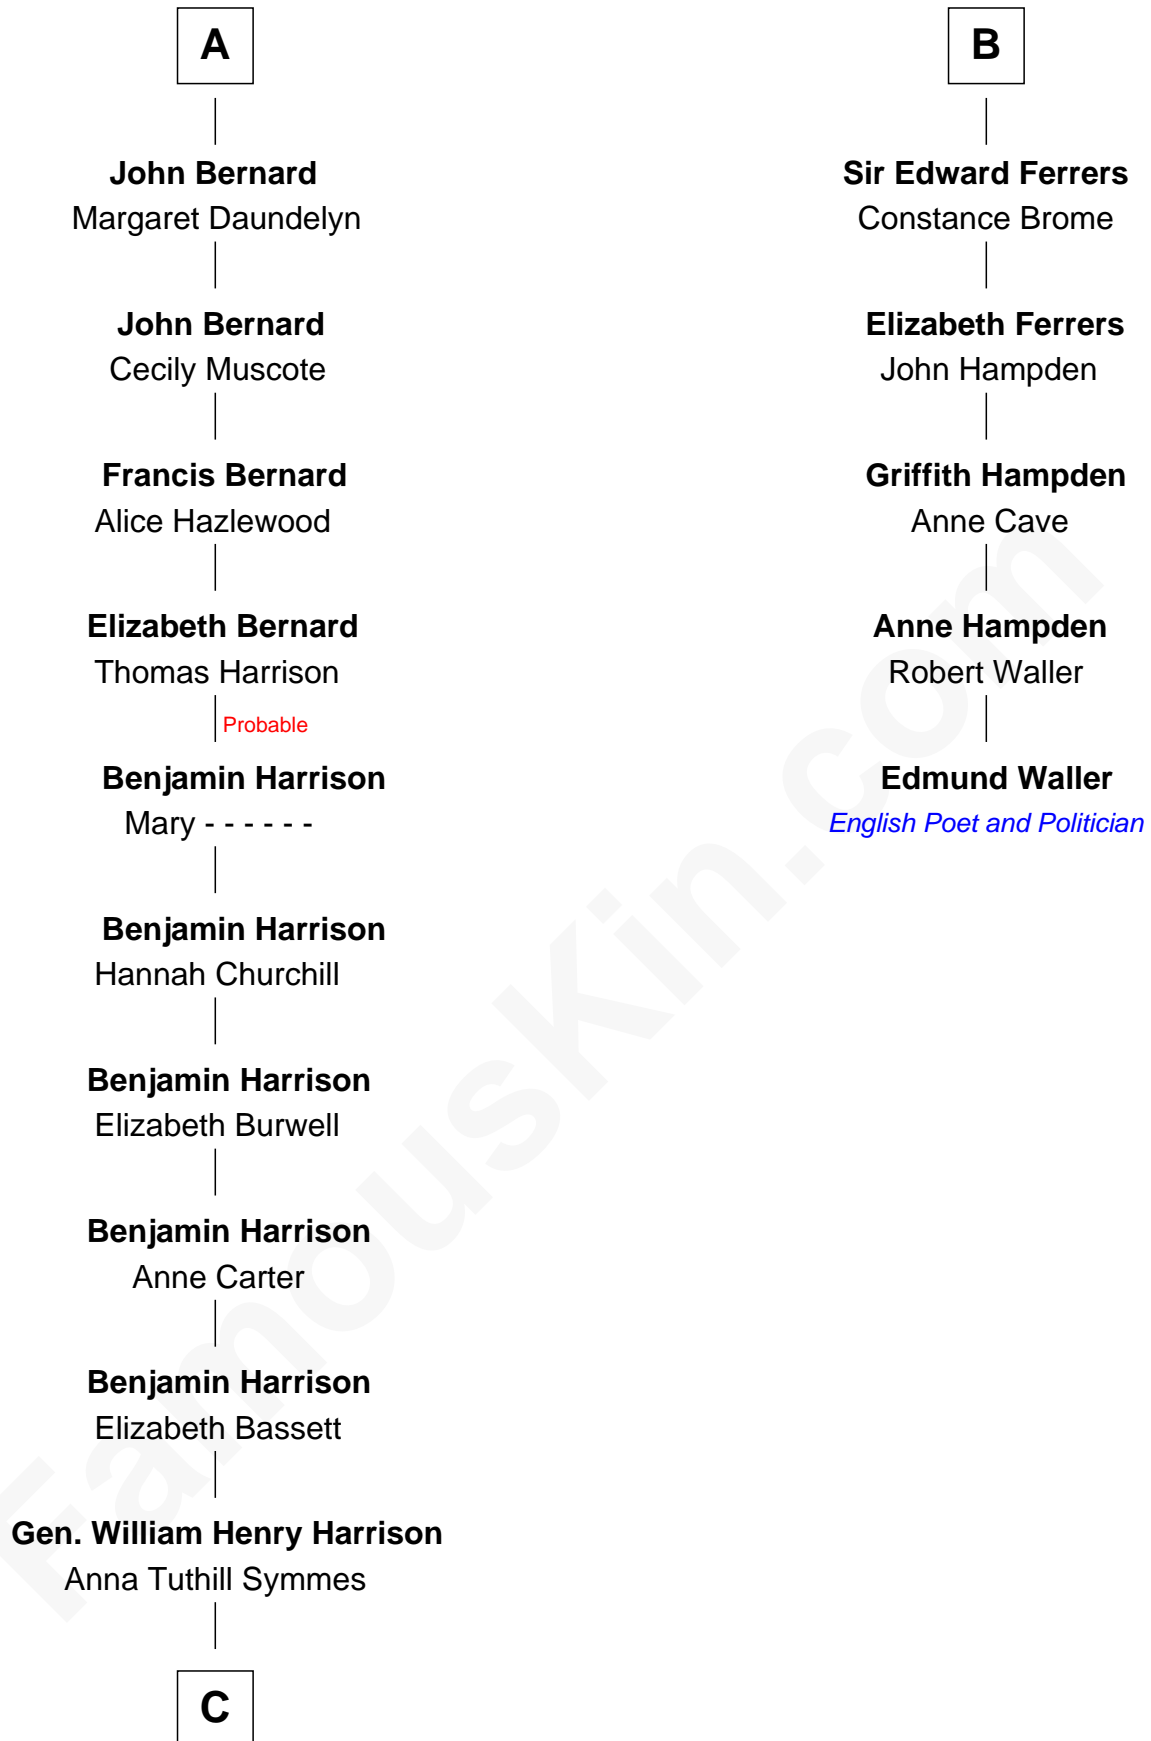 A
John Bernard
Margaret Daundelyn
John Bernard
Cecily Muscote
Francis Bernard
Alice Hazlewood
Elizabeth Bernard
Thomas Harrison
Probable
Benjamin Harrison
Mary - - - - - -
Benjamin Harrison
Hannah Churchill
Benjamin Harrison
Elizabeth Burwell
Benjamin Harrison
Anne Carter
Benjamin Harrison
Elizabeth Bassett
Gen. William Henry Harrison
Anna Tuthill Symmes
C
B
Sir Edward Ferrers
Constance Brome
Elizabeth Ferrers
John Hampden
Griffith Hampden
Anne Cave
Anne Hampden
Robert Waller
Edmund Waller
English Poet and Politician
FamousKin.com